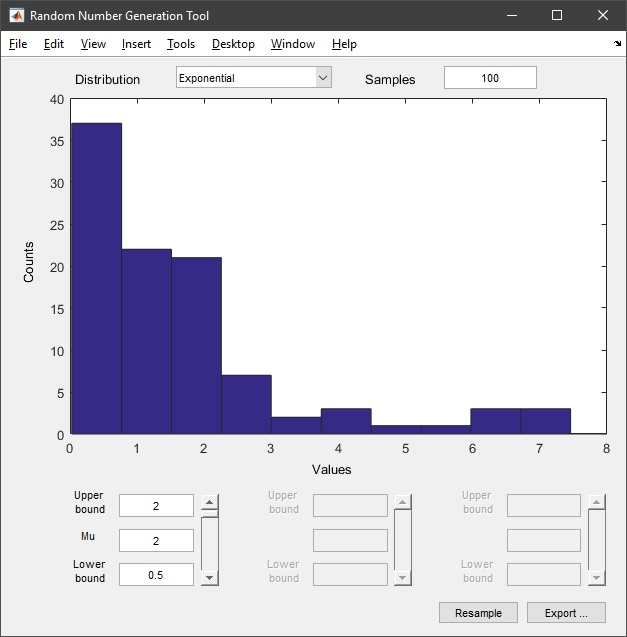 Random Number Generation Tool
File Edit View Insert Tools Desktop Window Help
Distribution Exponential Samples 100
40
35
30
25
20
15
10
5
0
Counts
0 1 2 3 4 5 6 7 8
Values
Upper bound 2
Mu 2
Lower bound 0.5
Upper bound
Lower bound
Upper bound
Lower bound
Resample Export ...